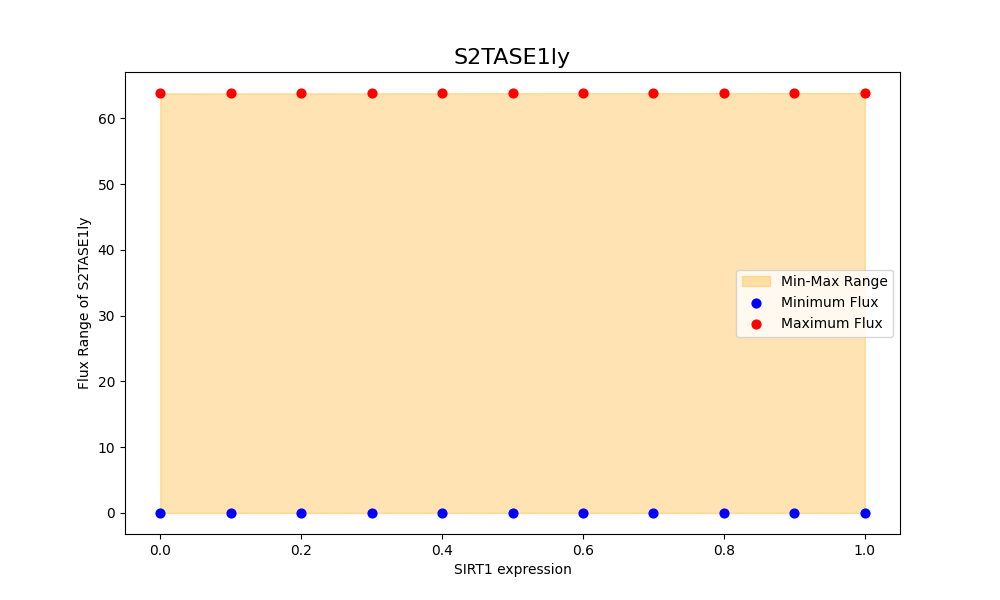 S2TASE1ly
Flux Range of S2TASE1ly
60
50
40
30
20
10
0
Min-Max Range
Minimum Flux
Maximum Flux
0.0 0.2 0.4 0.6 0.8 1.0
SIRT1 expression